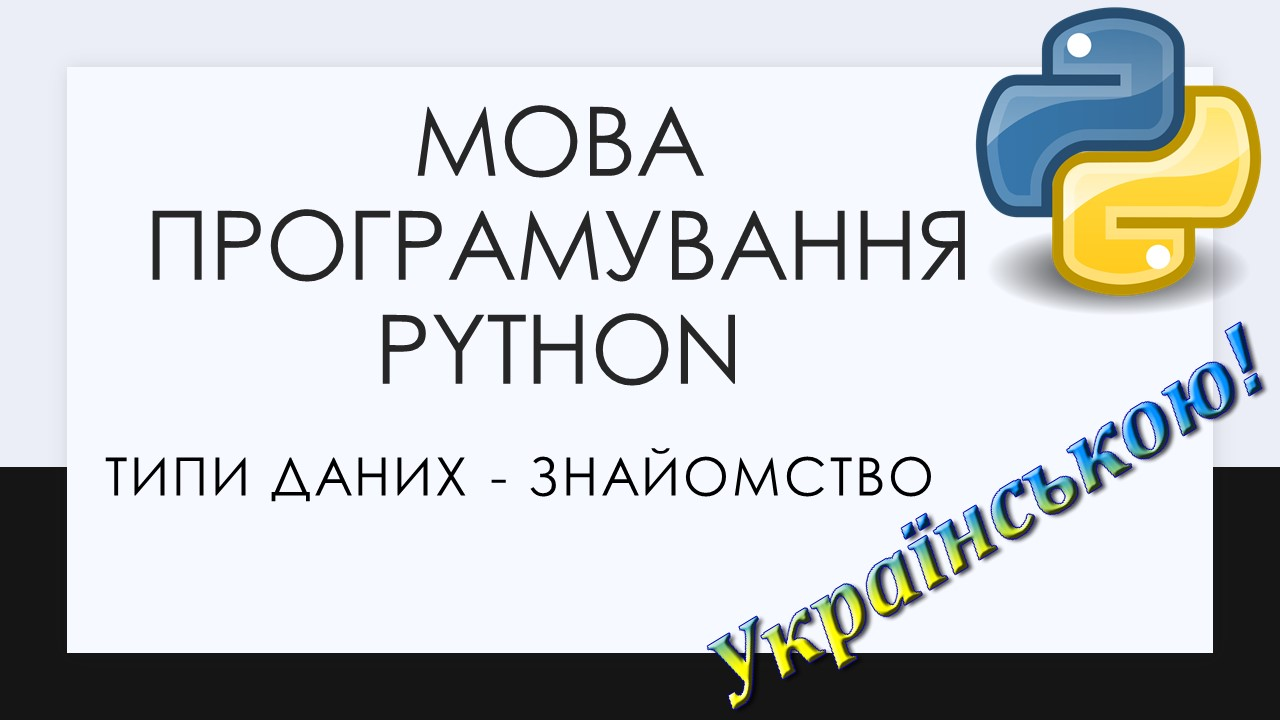 МОВА
ПРОГРАМУВАННЯ
PYTHON
ТИПИ ДАНИХ - ЗНАЙОМСТВО
Українською!